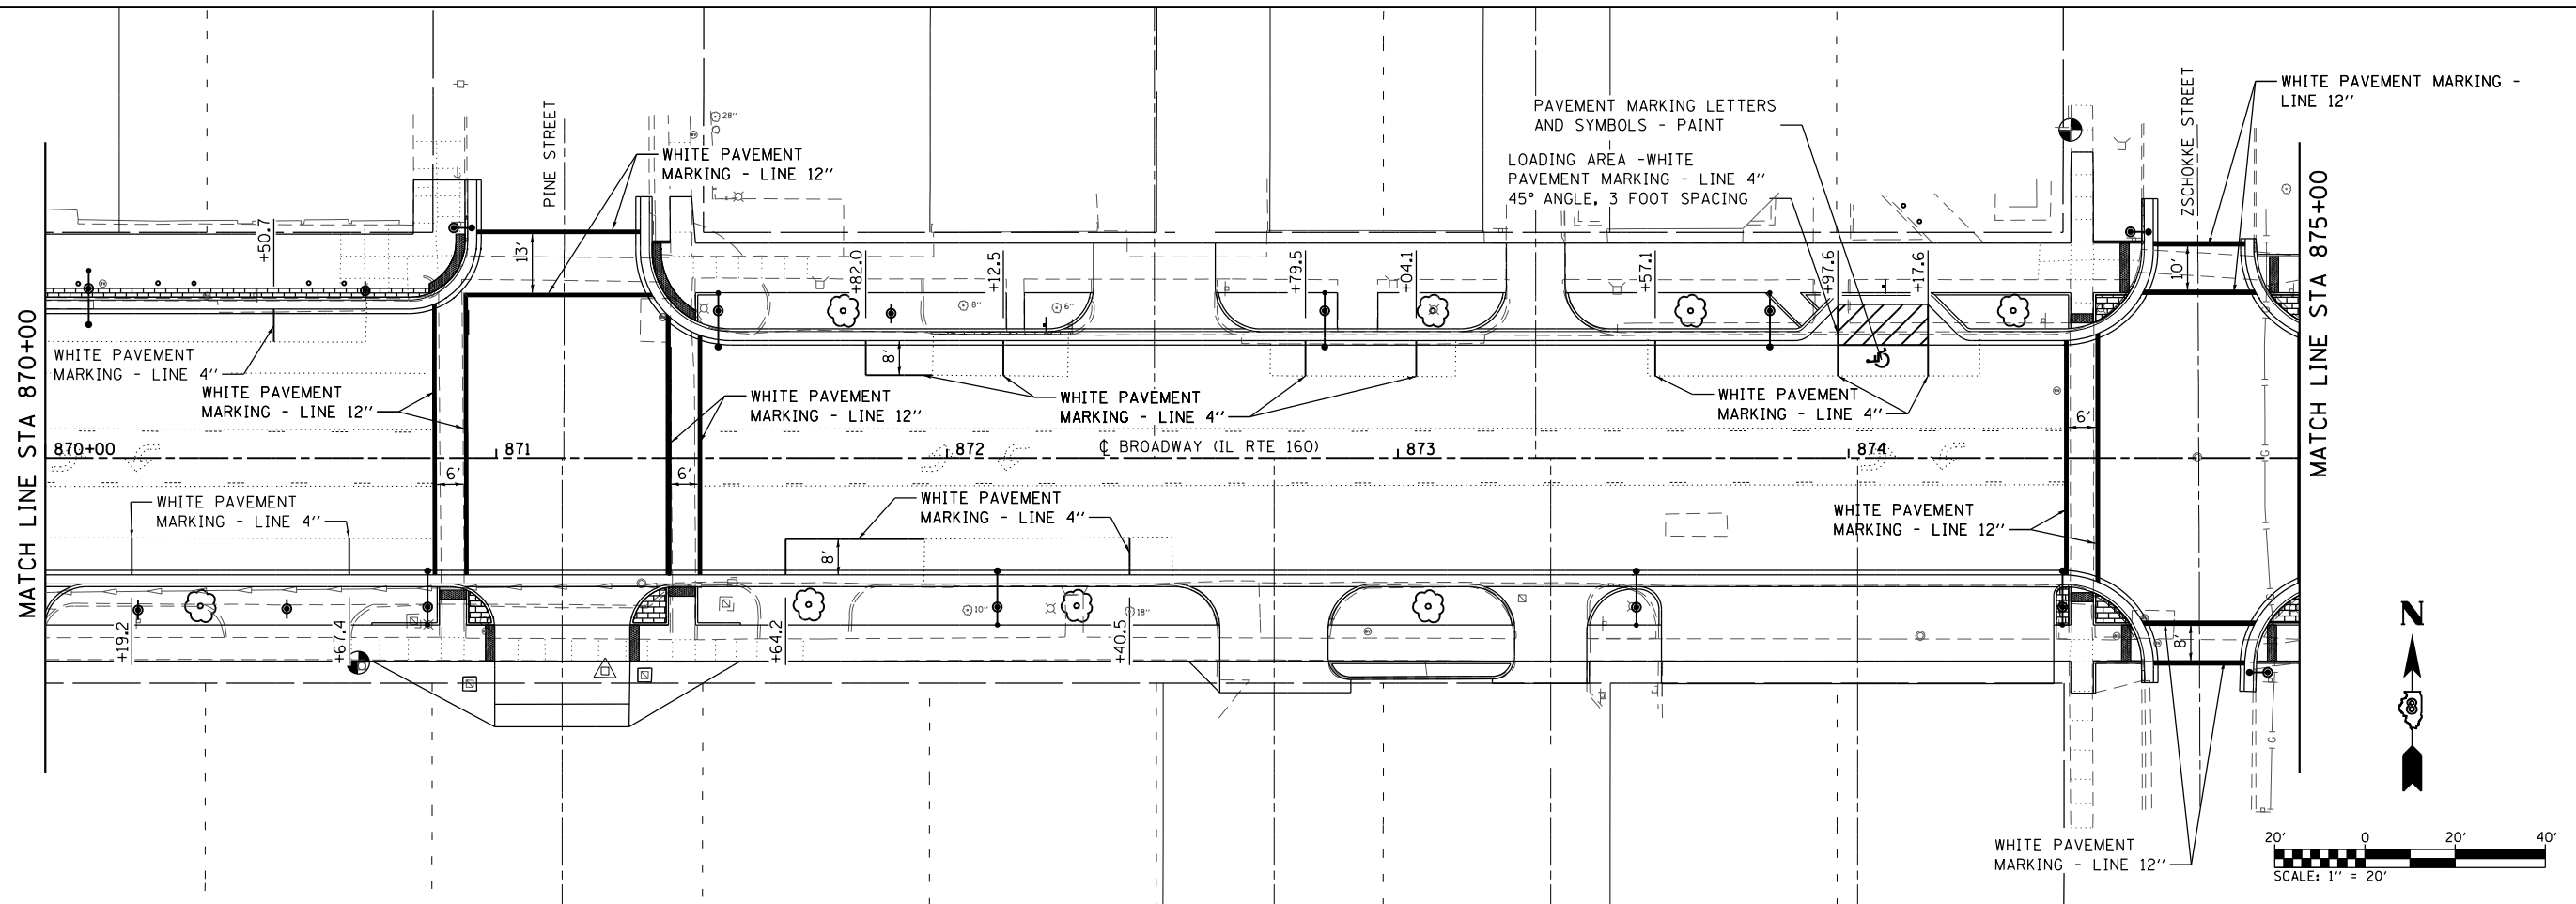 MATCH LINE STA 870+00
+50.7
PINE STREET
28"
WHITE PAVEMENT
MARKING - LINE 12"
13'
PAVEMENT MARKING LETTERS
AND SYMBOLS - PAINT
LOADING AREA -WHITE
PAVEMENT MARKING - LINE 4"
45° ANGLE, 3 FOOT SPACING
ZSCHOKKE STREET
WHITE PAVEMENT MARKING -
LINE 12"
MATCH LINE STA 875+00
+82.0
+12.5
+79.5
+04.1
+57.1
+97.6
+17.6
10'
8"
6"
8'
WHITE PAVEMENT
MARKING - LINE 4"
WHITE PAVEMENT
MARKING - LINE 12"
WHITE PAVEMENT
MARKING - LINE 12"
WHITE PAVEMENT
MARKING - LINE 4"
WHITE PAVEMENT
MARKING - LINE 4"
6'
870+00
871
872
℄ BROADWAY (IL RTE 160)
873
874
6'
6'
G
WHITE PAVEMENT
MARKING - LINE 4"
WHITE PAVEMENT
MARKING - LINE 4"
8'
WHITE PAVEMENT
MARKING - LINE 12"
10"
18"
+19.2
+67.4
+64.2
+40.5
8'
G
N
8
WHITE PAVEMENT
MARKING - LINE 12"
20' 0 20' 40'
SCALE: 1" = 20'